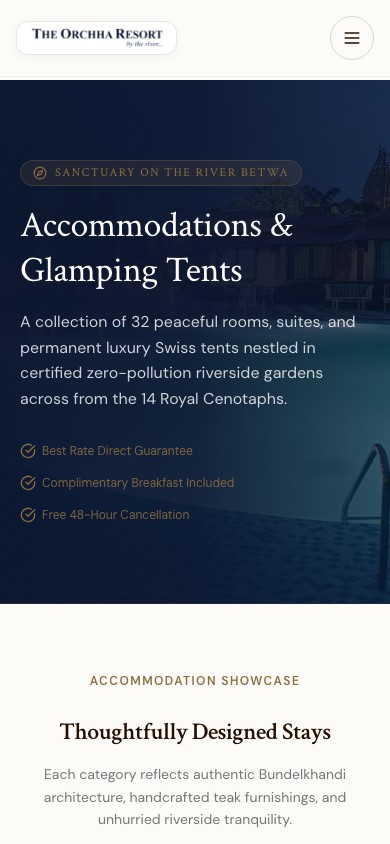 THE ORCHHA RESORT
by the river...
SANCTUARY ON THE RIVER BETWA
Accommodations &
Glamping Tents
A collection of 32 peaceful rooms, suites, and
permanent luxury Swiss tents nestled in
certified zero-pollution riverside gardens
across from the 14 Royal Cenotaphs.
Best Rate Direct Guarantee
Complimentary Breakfast Included
Free 48-Hour Cancellation
ACCOMMODATION SHOWCASE
Thoughtfully Designed Stays
Each category reflects authentic Bundelkhandi
architecture, handcrafted teak furnishings, and
unhurried riverside tranquility.